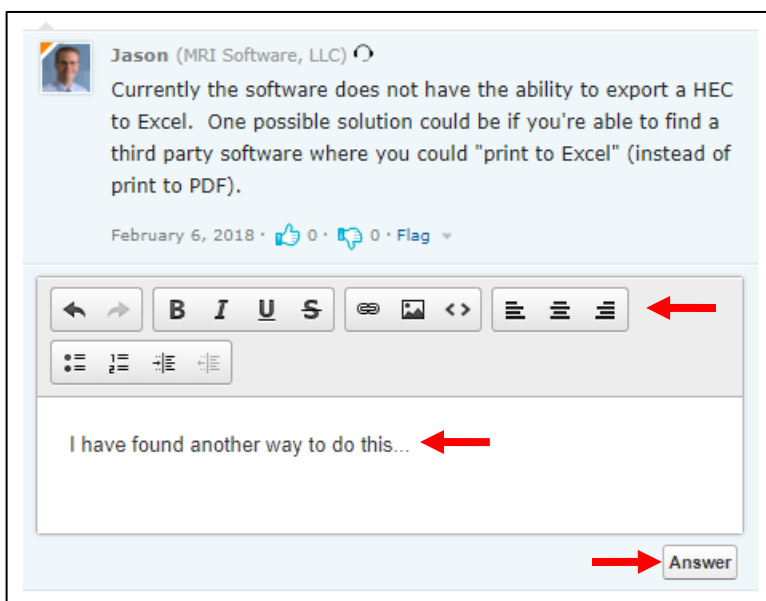 Jason (MRI Software, LLC)
Currently the software does not have the ability to export a HEC
to Excel.  One possible solution could be if you're able to find a
third party software where you could "print to Excel" (instead of
print to PDF).
February 6, 2018 · 0 · 0 · Flag
B I U S
I have found another way to do this...
Answer